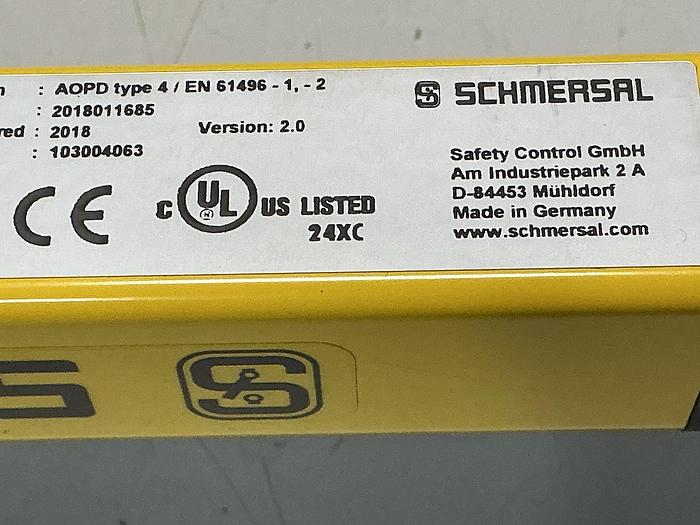 : AOPD type 4 / EN 61496 - 1, - 2
: 2018011685
: 2018
Version: 2.0
: 103004063
CE
C UL US LISTED
24XC
S SCHMERSAL
Safety Control GmbH
Am Industriepark 2 A
D-84453 Mühldorf
Made in Germany
www.schmersal.com
S